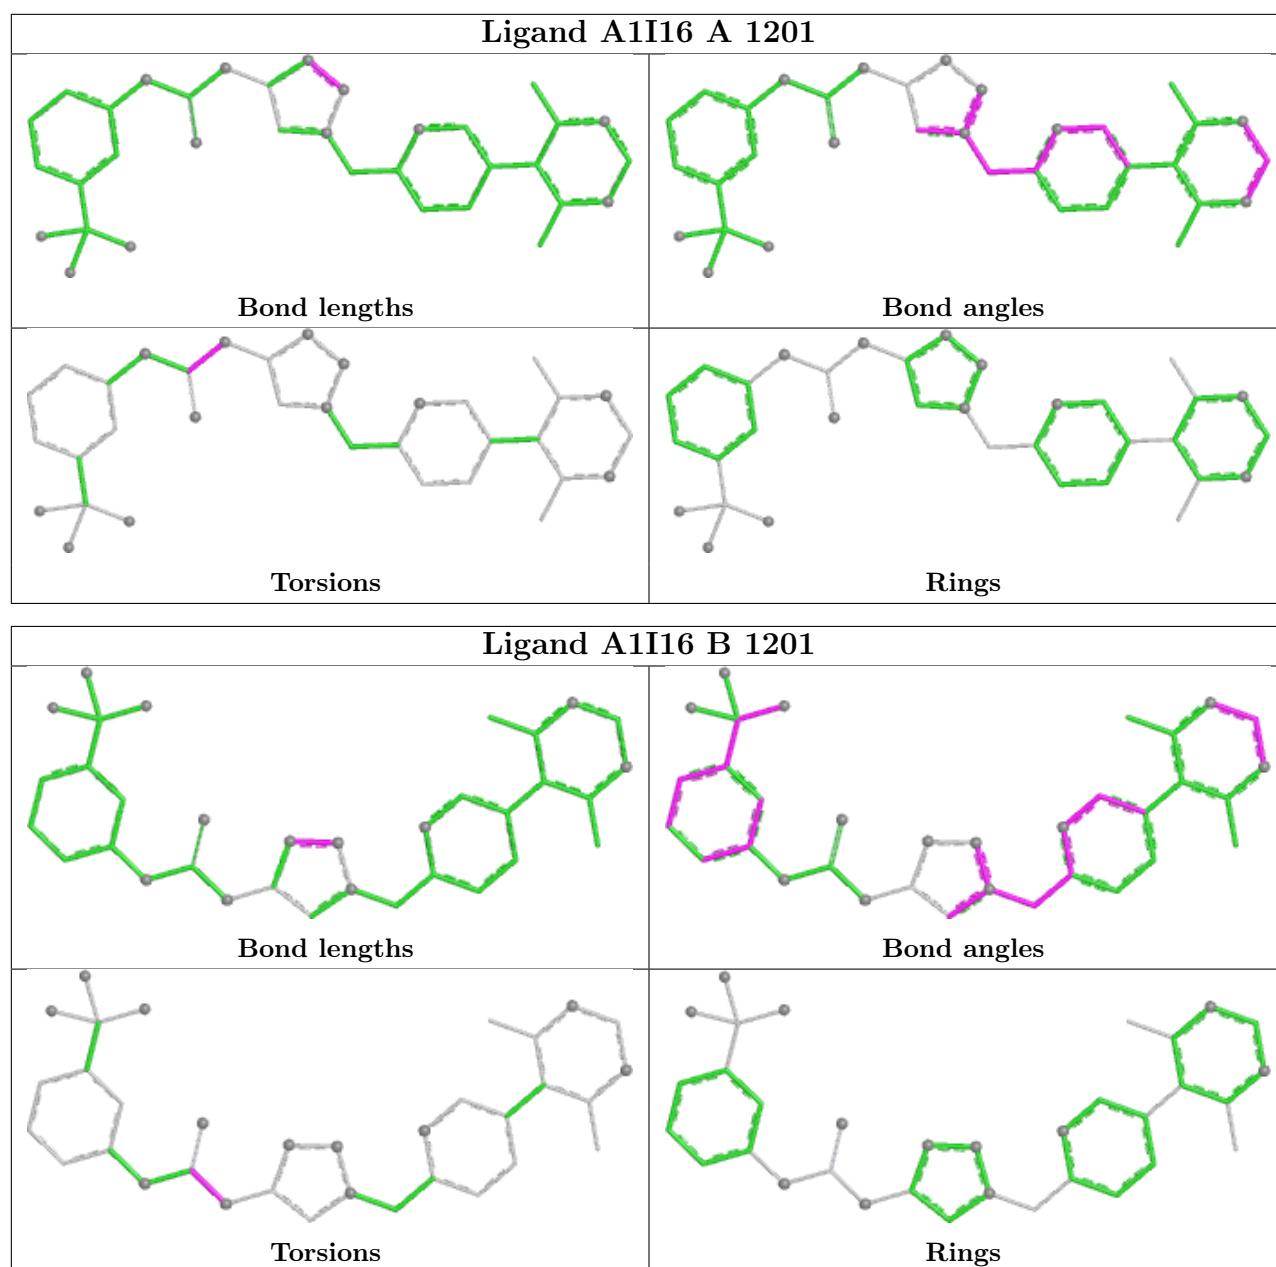 Ligand A1I16 A 1201
Bond lengths
Bond angles
Torsions
Rings
Ligand A1I16 B 1201
Bond lengths
Bond angles
Torsions
Rings